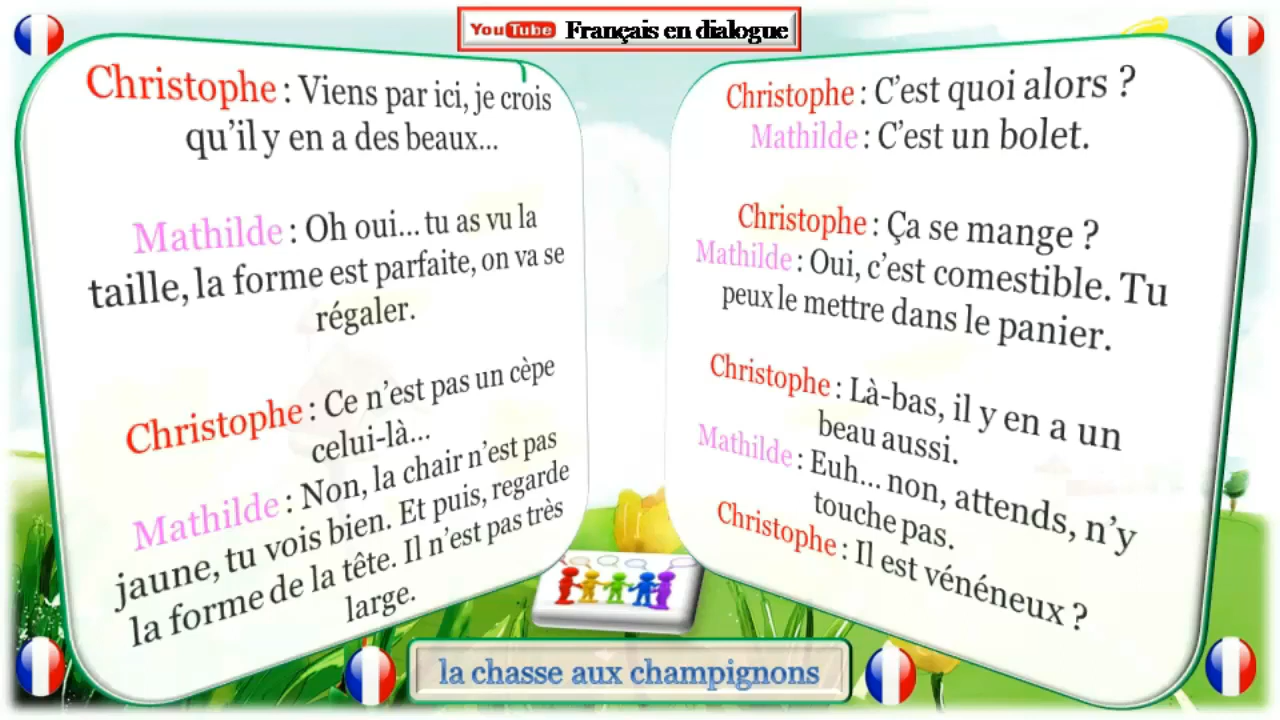 YouTube Français en dialogue
Christophe : Viens par ici, je crois
qu’il y en a des beaux...
Mathilde : Oh oui... tu as vu la
taille, la forme est parfaite, on va se
régaler.
Christophe : Ce n’est pas un cèpe
celui-là...
Mathilde : Non, la chair n’est pas
jaune, tu vois bien. Et puis, regarde
la forme de la tête. Il n’est pas très
large.
Christophe : C’est quoi alors ?
Mathilde : C’est un bolet.
Christophe : Ça se mange ?
Mathilde : Oui, c’est comestible. Tu
peux le mettre dans le panier.
Christophe : Là-bas, il y en a un
beau aussi.
Mathilde : Euh... non, attends, n’y
touche pas.
Christophe : Il est vénéneux ?
la chasse aux champignons